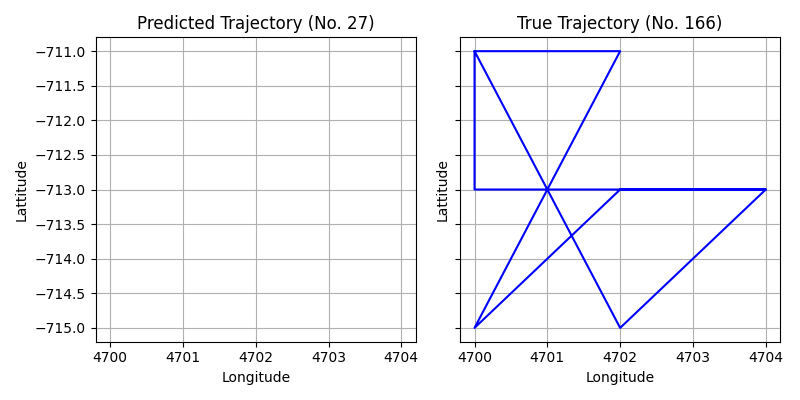 Predicted Trajectory (No. 27)
True Trajectory (No. 166)
Lattitude
−711.0
−711.5
−712.0
−712.5
−713.0
−713.5
−714.0
−714.5
−715.0
4700 4701 4702 4703 4704
Longitude
Lattitude
4700 4701 4702 4703 4704
Longitude